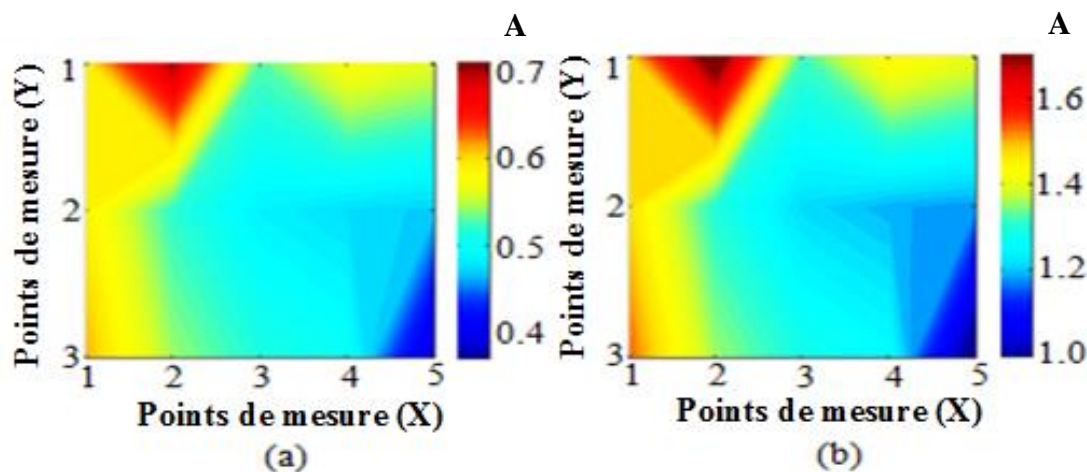 A
A
Points de mesure (Y)
1
2
3
1 2 3 4 5
Points de mesure (X)
(a)
0.7
0.6
0.5
0.4
Points de mesure (Y)
1
2
3
1 2 3 4 5
Points de mesure (X)
(b)
1.6
1.4
1.2
1.0